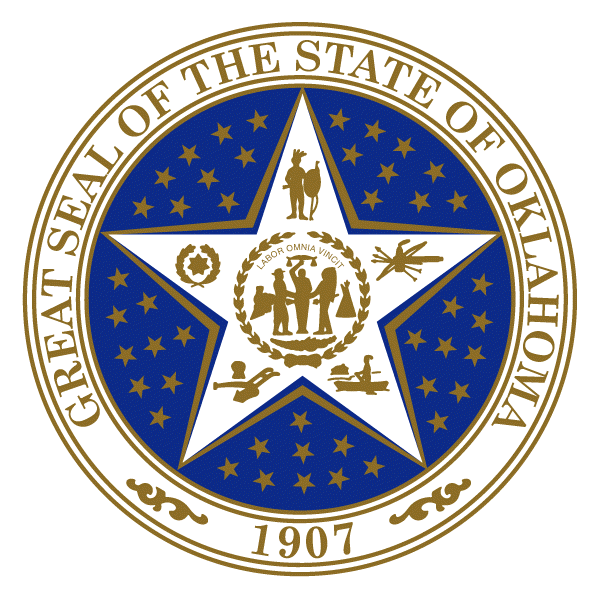 GREAT SEAL OF THE STATE OF OKLAHOMA
LABOR OMNIA VINCIT
1907